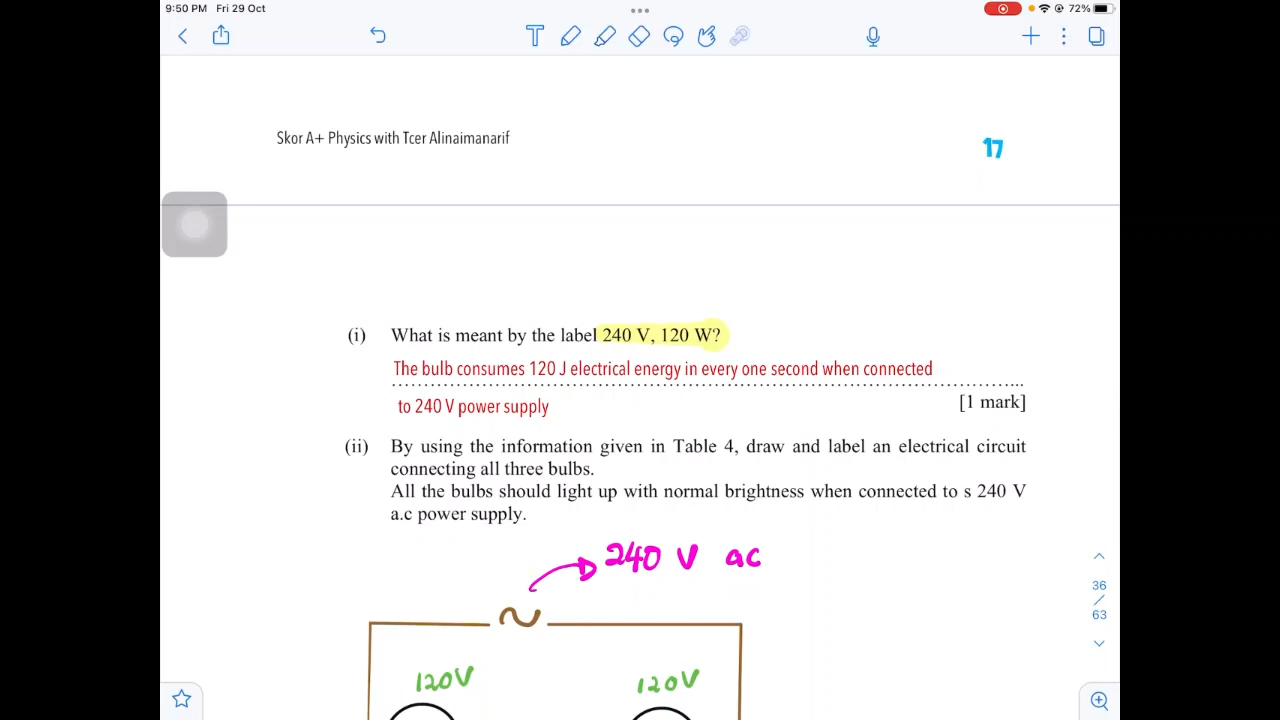 9:50 PM Fri 29 Oct
72%
Skor A+ Physics with Tcer Alinaimanarif
17
(i) What is meant by the label 240 V, 120 W?
The bulb consumes 120 J electrical energy in every one second when connected
to 240 V power supply
[1 mark]
(ii) By using the information given in Table 4, draw and label an electrical circuit
connecting all three bulbs.
All the bulbs should light up with normal brightness when connected to s 240 V
a.c power supply.
240 V ac
120V 120V
36
/
63